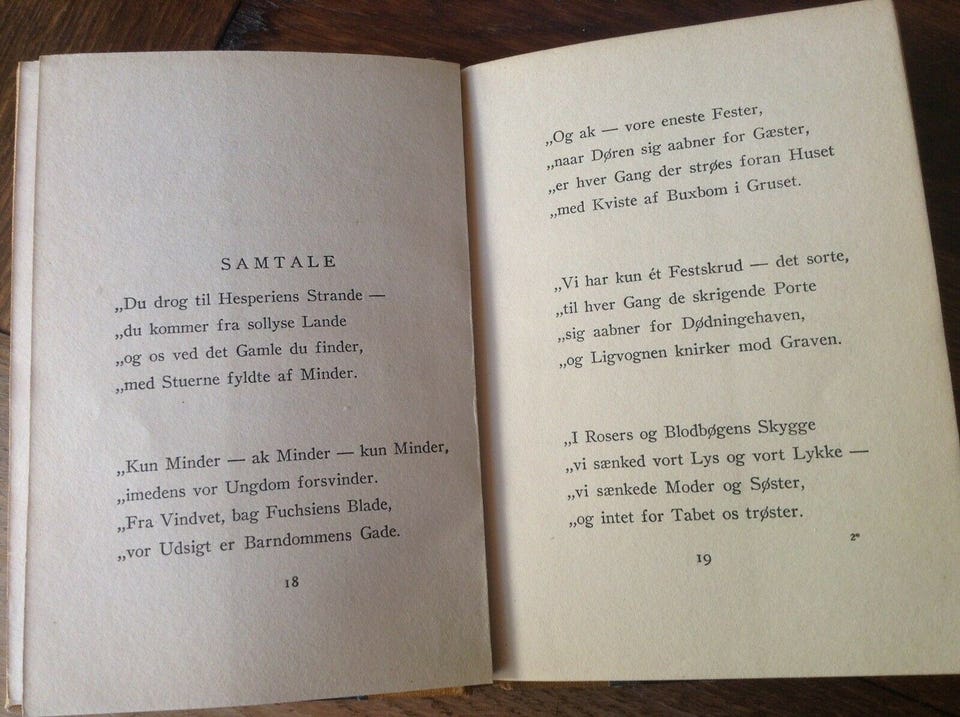 SAMTALE
„Du drog til Hesperiens Strande —
„du kommer fra sollyse Lande
„og os ved det Gamle du finder,
„med Stuerne fyldte af Minder.
„Kun Minder — ak Minder — kun Minder,
„imedens vor Ungdom forsvinder.
„Fra Vindvet, bag Fuchsiens Blade,
„vor Udsigt er Barndommens Gade.
18
„Og ak — vore eneste Fester,
„naar Døren sig aabner for Gæster,
„er hver Gang der strøes foran Huset
„med Kviste af Buxbom i Gruset.
„Vi har kun ét Festskrud — det sorte,
„til hver Gang de skrigende Porte
„sig aabner for Dødningehaven,
„og Ligvognen knirker mod Graven.
„I Rosers og Blodbøgens Skygge
„vi sænked vort Lys og vort Lykke —
„vi sænkede Moder og Søster,
„og intet for Tabet os trøster.
19
2*